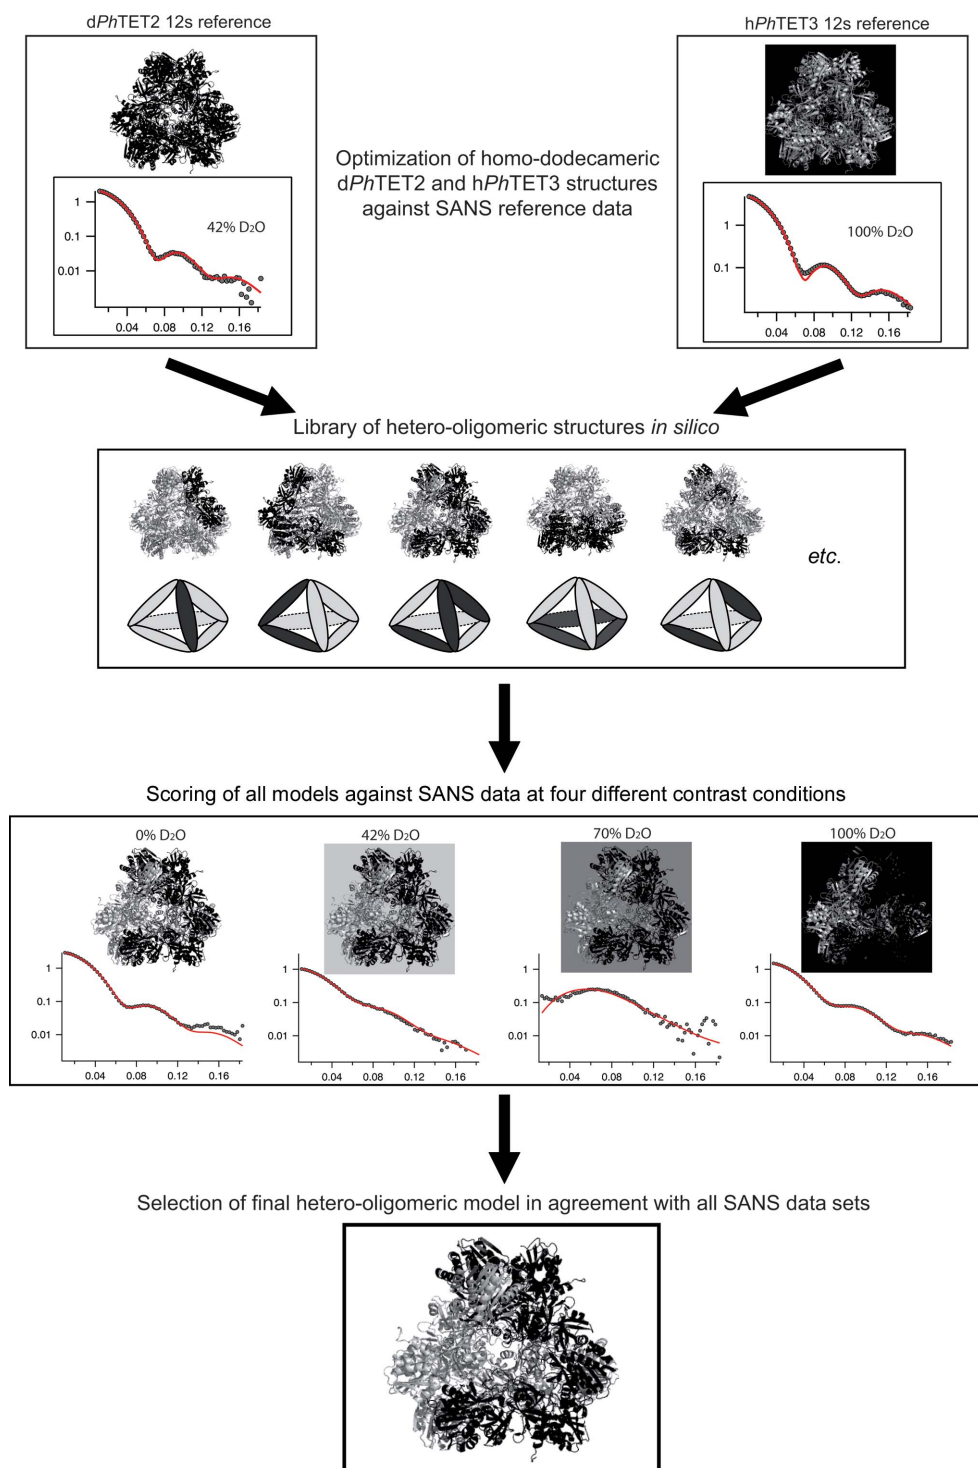 dPhTET2 12s reference
hPhTET3 12s reference
1
0.1
0.01
42% D2O
0.04 0.08 0.12 0.16
Optimization of homo-dodecameric
dPhTET2 and hPhTET3 structures
against SANS reference data
1
0.1
100% D2O
0.04 0.08 0.12 0.16
Library of hetero-oligomeric structures in silico
etc.
Scoring of all models against SANS data at four different contrast conditions
0% D2O
42% D2O
70% D2O
100% D2O
1
0.1
0.01
0.04 0.08 0.12 0.16
1
0.1
0.01
0.04 0.08 0.12 0.16
1
0.1
0.01
0.04 0.08 0.12 0.16
1
0.1
0.01
0.04 0.08 0.12 0.16
Selection of final hetero-oligomeric model in agreement with all SANS data sets